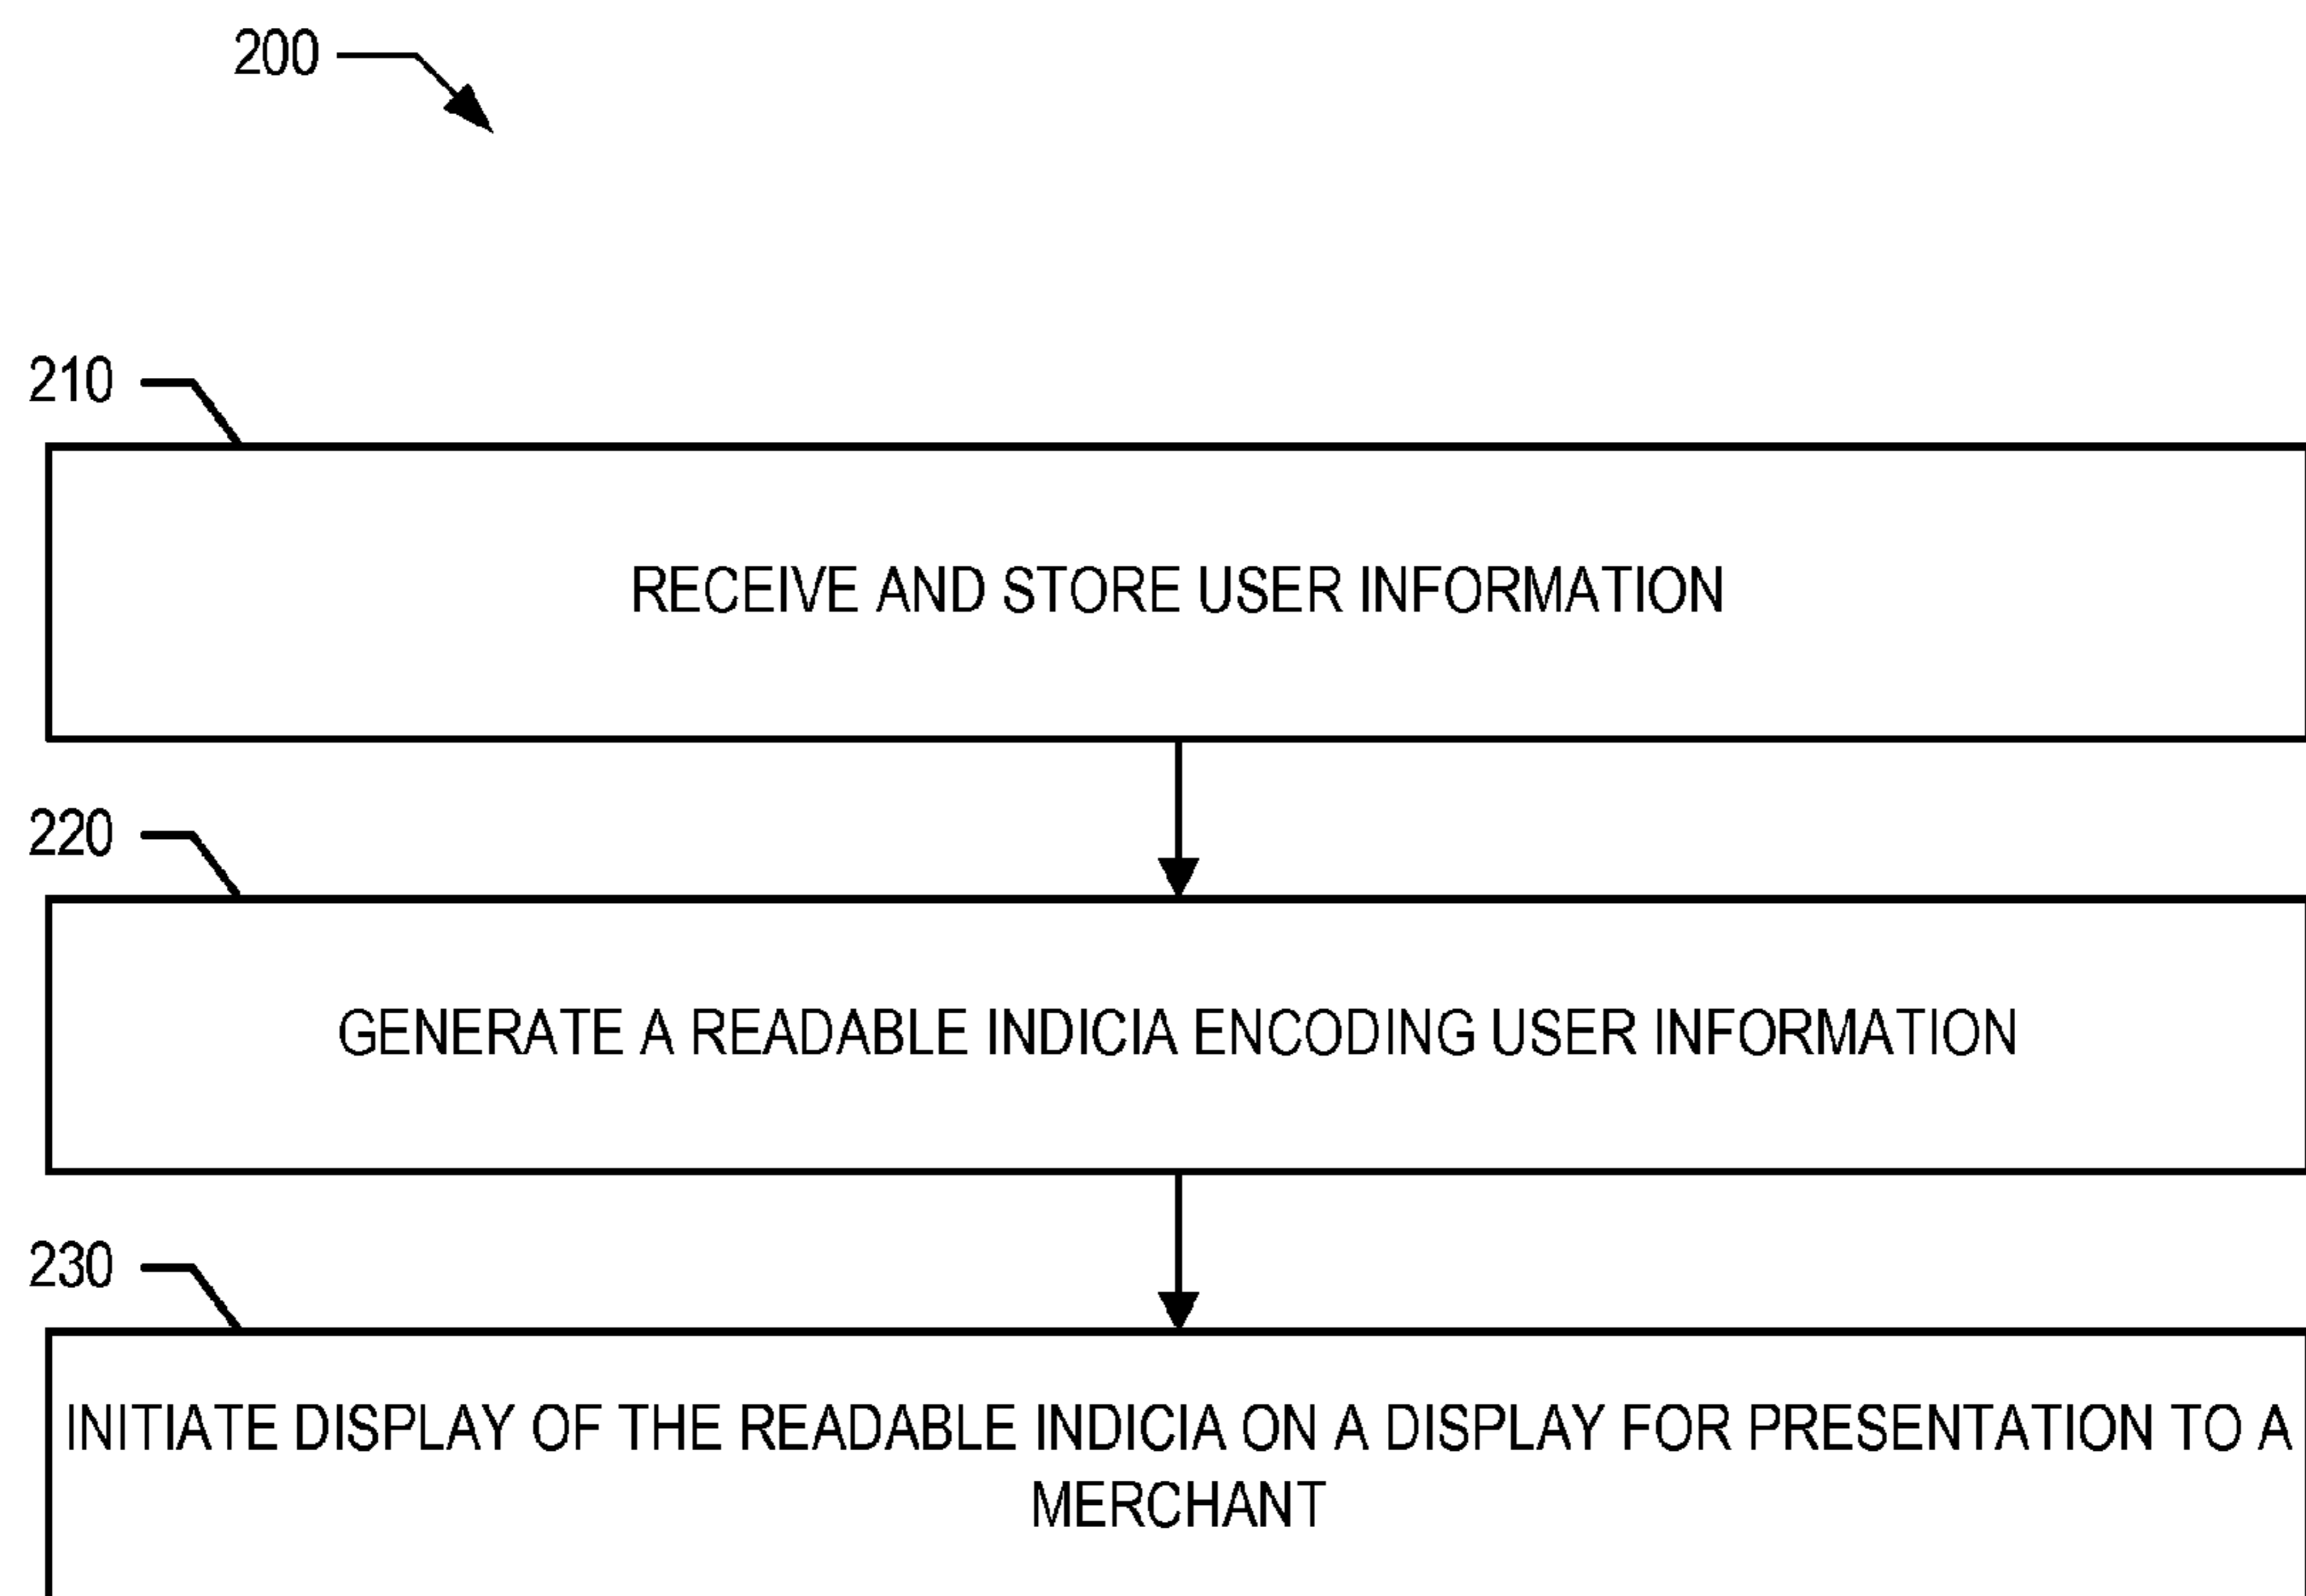 200
210
RECEIVE AND STORE USER INFORMATION
220
GENERATE A READABLE INDICIA ENCODING USER INFORMATION
230
INITIATE DISPLAY OF THE READABLE INDICIA ON A DISPLAY FOR PRESENTATION TO A
MERCHANT